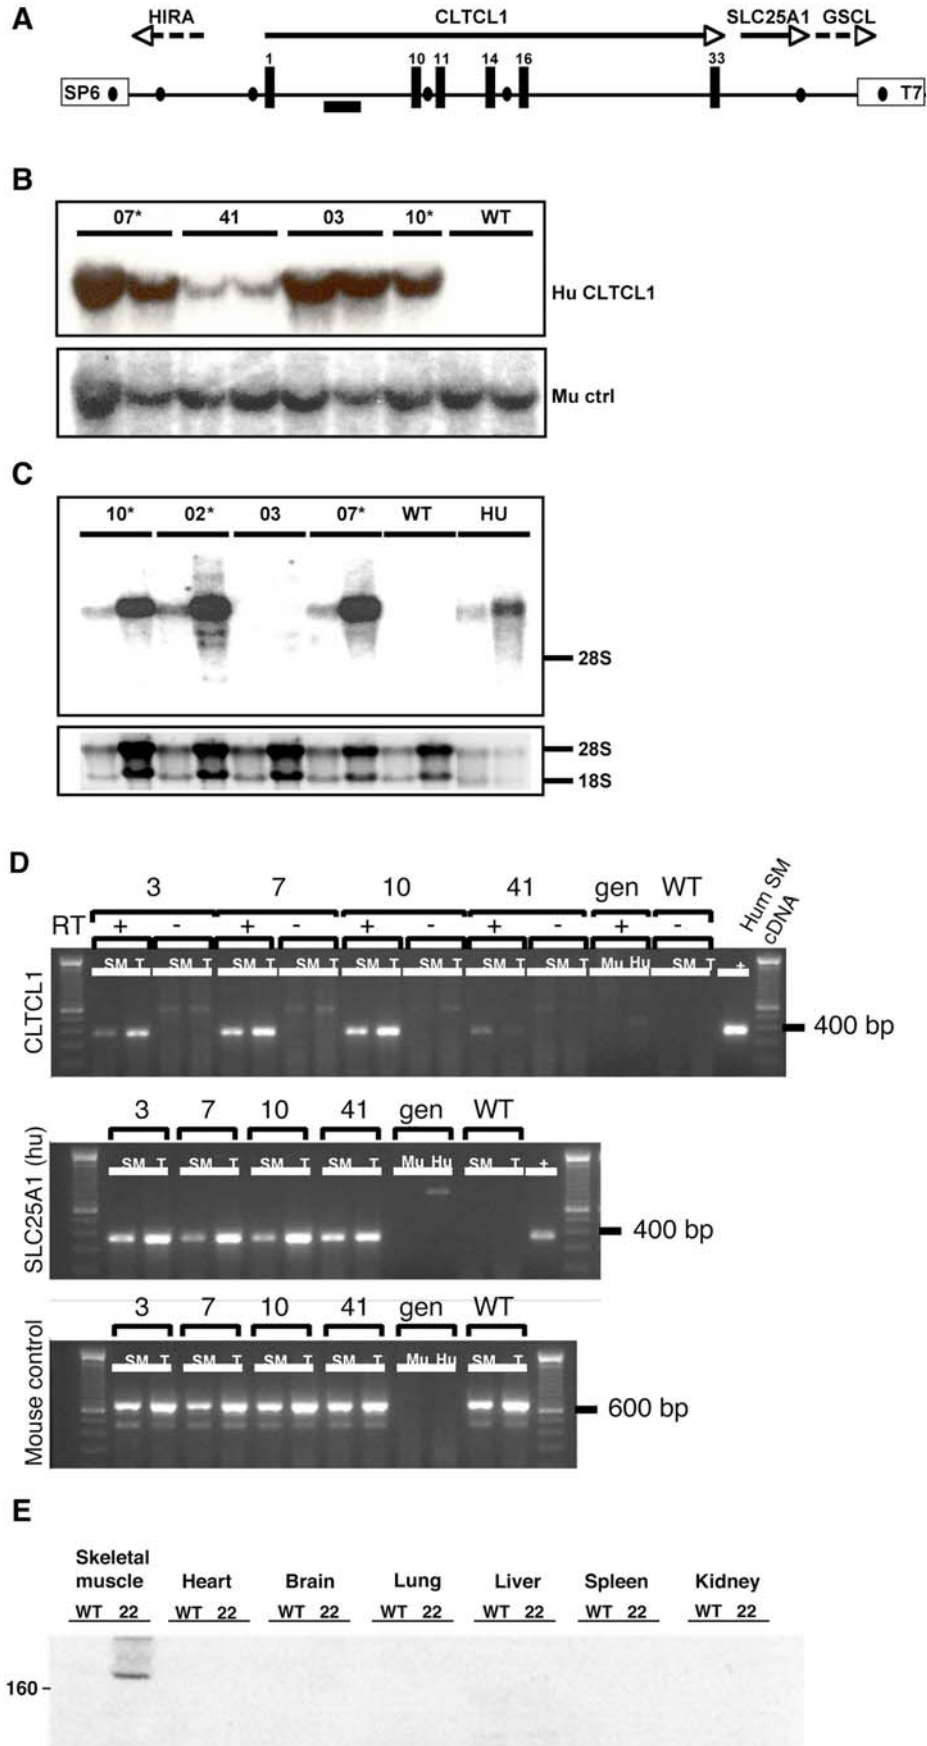 A
HIRA CLTCL1 SLC25A1 GSCL
1 10 11 14 16 33
SP6 T7
B
07* 41 03 10* WT
Hu CLTCL1
Mu ctrl
C
10* 02* 03 07* WT HU
28S
28S
18S
D
3 7 10 41 gen WT Hum SM
cDNA
RT + - + - + - + - + -
SM T SM T SM T SM T SM T SM T SM T SM T Mu Hu SM T +
CLTCL1
400 bp
3 7 10 41 gen WT
SM T SM T SM T SM T Mu Hu SM T +
SLC25A1 (hu)
400 bp
3 7 10 41 gen WT
SM T SM T SM T SM T Mu Hu SM T
Mouse control
600 bp
E
Skeletal
muscle Heart Brain Lung Liver Spleen Kidney
WT 22 WT 22 WT 22 WT 22 WT 22 WT 22 WT 22
160